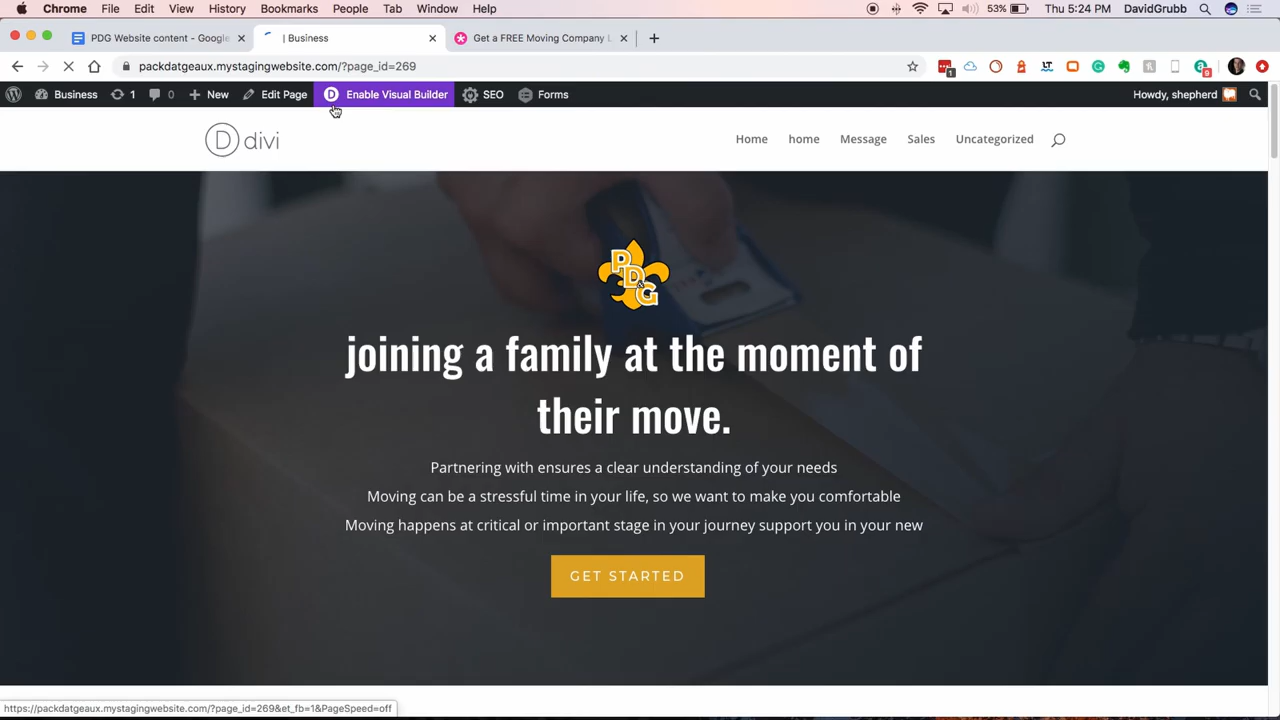 Chrome File Edit View History Bookmarks People Tab Window Help 53% Thu 5:24 PM DavidGrubb
PDG Website content - Google | Business Get a FREE Moving Company L
packdatgeaux.mystagingwebsite.com/?page_id=269
Business 1 0 New Edit Page D Enable Visual Builder SEO Forms Howdy, shepherd
D divi Home home Message Sales Uncategorized
PD&G
joining a family at the moment of
their move.
Partnering with ensures a clear understanding of your needs
Moving can be a stressful time in your life, so we want to make you comfortable
Moving happens at critical or important stage in your journey support you in your new
GET STARTED
https://packdatgeaux.mystagingwebsite.com/?page_id=269&et_fb=1&PageSpeed=off